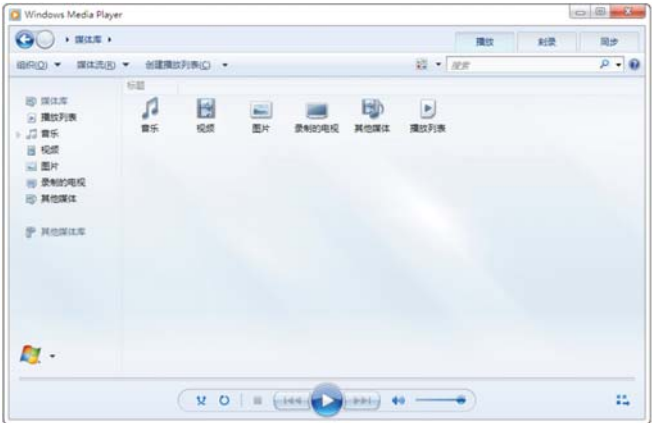 Windows Media Player
媒体库
播放 刻录 同步
组织(O) 媒体流(R) 创建播放列表(C) 搜索
标题
媒体库
播放列表
音乐
视频
图片
录制的电视
其他媒体
其他媒体库
音乐 视频 图片 录制的电视 其他媒体 播放列表